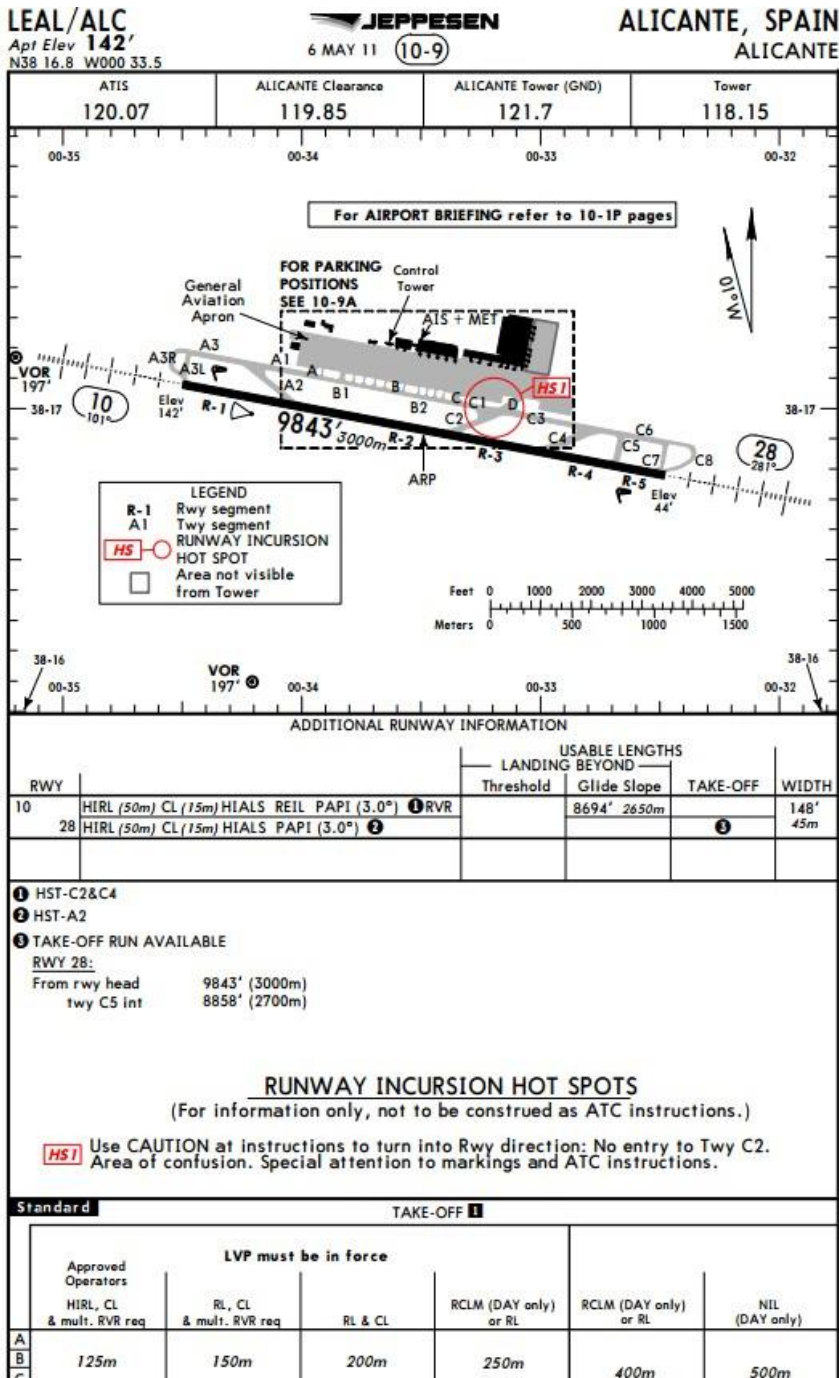 LEAL/ALC
Apt Elev 142'
N38 16.8 W000 33.5
JEPPESEN
6 MAY 11 10-9
ALICANTE, SPAIN
ALICANTE
ATIS
120.07
ALICANTE Clearance
119.85
ALICANTE Tower (GND)
121.7
Tower
118.15
00-35 00-34 00-33 00-32
For AIRPORT BRIEFING refer to 10-1P pages
01°W
FOR PARKING
POSITIONS
SEE 10-9A
Control
Tower
General
Aviation
Apron
AIS + MET
A3R A3 A3L A1 A A2 B1 B B2 C C1 C2 D C3 C4 C6 C5 C7 C8
HS1
VOR
197'
38-17
10
101°
Elev
142'
R-1
9843' 3000m
R-2
R-3
R-4
R-5
ARP
28
281°
Elev
44'
38-17
LEGEND
R-1 Rwy segment
A1 Twy segment
HS RUNWAY INCURSION
HOT SPOT
Area not visible
from Tower
Feet 0 1000 2000 3000 4000 5000
Meters 0 500 1000 1500
38-16
38-16
VOR
197'
00-35 00-34 00-33 00-32
ADDITIONAL RUNWAY INFORMATION
USABLE LENGTHS
LANDING BEYOND
RWY Threshold Glide Slope TAKE-OFF WIDTH
10 HIRL (50m) CL (15m) HIALS REIL PAPI (3.0°) ❶ RVR 8694' 2650m 148'
28 HIRL (50m) CL (15m) HIALS PAPI (3.0°) ❷ ❸ 45m
❶ HST-C2&C4
❷ HST-A2
❸ TAKE-OFF RUN AVAILABLE
RWY 28:
From rwy head 9843' (3000m)
twy C5 int 8858' (2700m)
RUNWAY INCURSION HOT SPOTS
(For information only, not to be construed as ATC instructions.)
HS1 Use CAUTION at instructions to turn into Rwy direction: No entry to Twy C2.
Area of confusion. Special attention to markings and ATC instructions.
Standard TAKE-OFF 1
LVP must be in force
Approved
Operators
HIRL, CL
& mult. RVR req
RL, CL
& mult. RVR req
RL & CL
RCLM (DAY only)
or RL
RCLM (DAY only)
or RL
NIL
(DAY only)
A
B
C
125m 150m 200m 250m 400m 500m